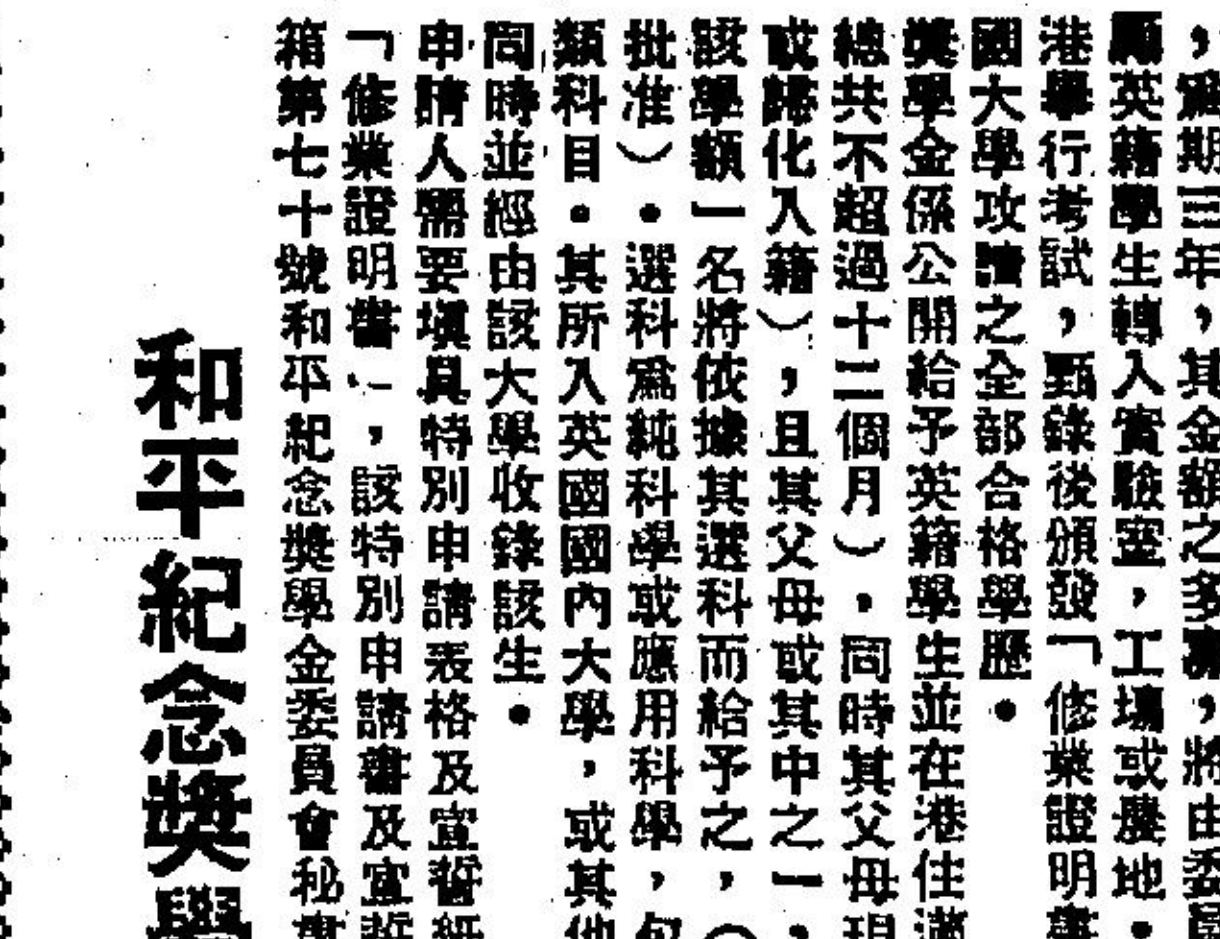 ，為期三年，其金額之多寡，將由委員
顧英籍學生轉入實驗室，工場或農地。
港舉行考試，甄錄後頒發「修業證明書
國大學攻讀之全部合格學歷。
獎學金係公開給予英籍學生並在港住滿
總共不超過十二個月），同時其父母現
或歸化入籍），且其父母或其中之一，
該學額一名將依據其選科而給予之，（
批准）。選科為純科學或應用科學，包
類科目。其所入英國國內大學，或其他
同時並經由該大學收錄該生。
申請人需要填具特別申請表格及宣誓紙
「修業證明書」，該特別申請書及宣誓
箱第七十號和平紀念獎學金委員會秘書
和平紀念獎學